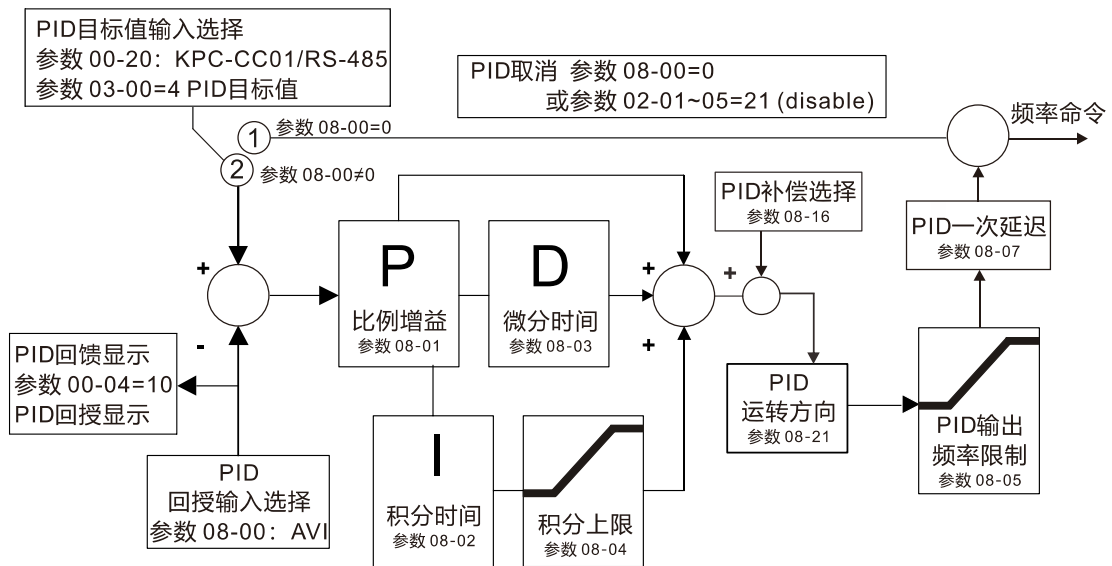 PID目标值输入选择
参数 00-20：KPC-CC01/RS-485
参数 03-00=4 PID目标值
PID取消 参数 08-00=0
或参数 02-01~05=21 (disable)
1
参数 08-00=0
频率命令
2
参数 08-00≠0
PID补偿选择
参数 08-16
PID一次延迟
参数 08-07
+
P
比例增益
参数 08-01
D
微分时间
参数 08-03
+
+
+
-
PID回馈显示
参数 00-04=10
PID回授显示
PID
运转方向
参数 08-21
PID输出
频率限制
参数 08-05
PID
回授输入选择
参数 08-00：AVI
I
积分时间
参数 08-02
积分上限
参数 08-04